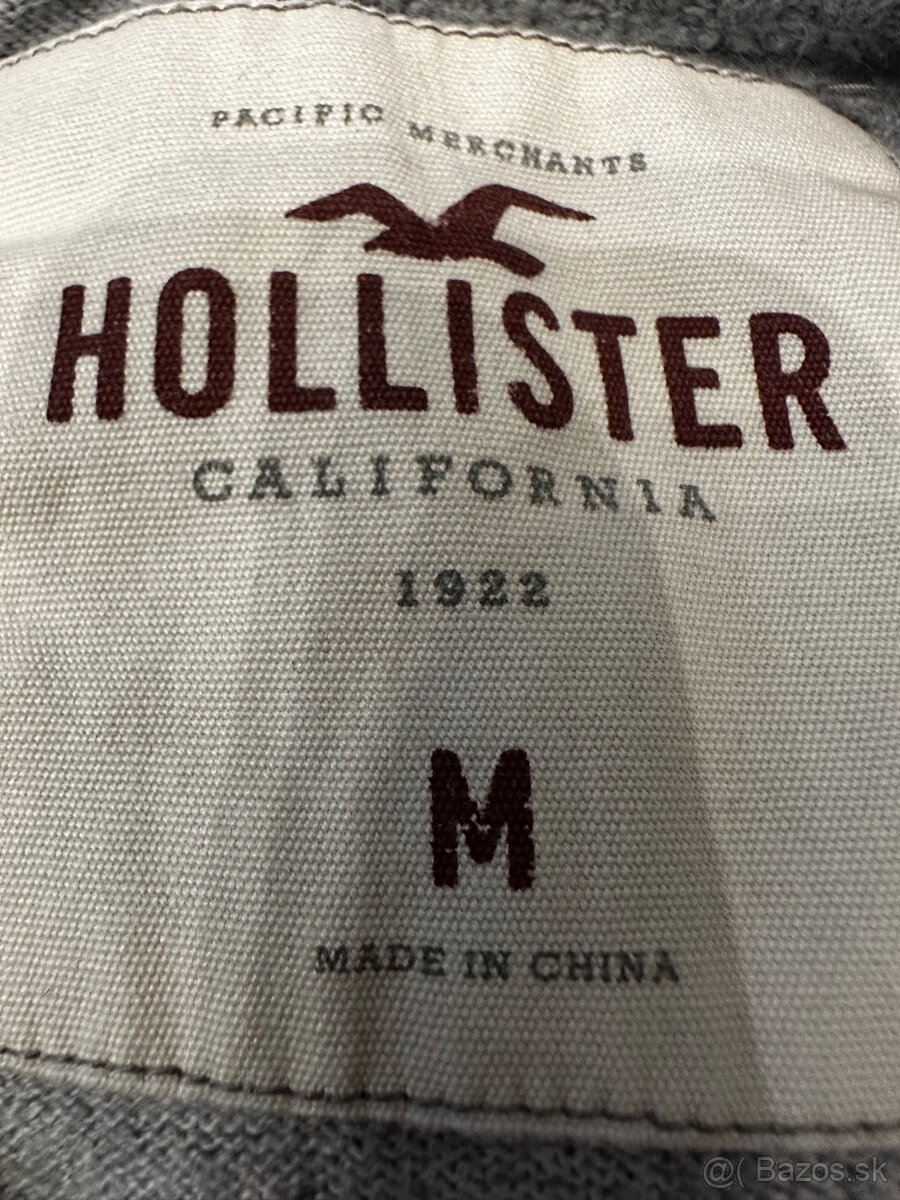 PACIFIC MERCHANTS
HOLLISTER
CALIFORNIA
1922
M
MADE IN CHINA
@( Bazos.sk